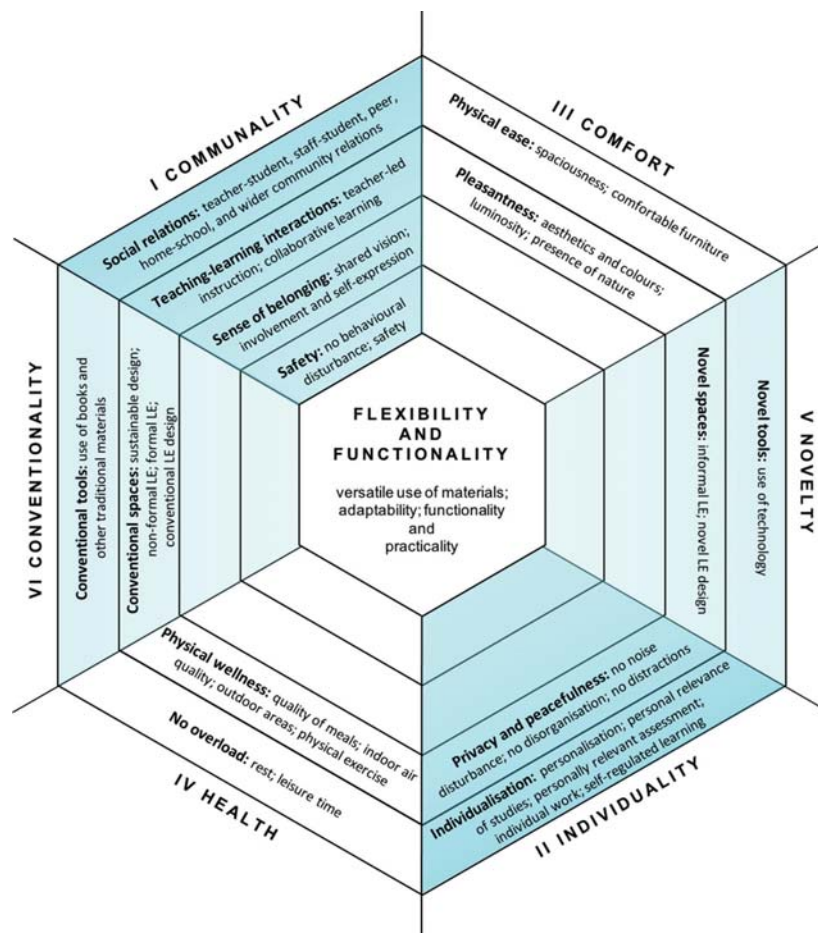 I COMMUNALITY
Social relations: teacher-student, staff-student, peer,
home-school, and wider community relations
Teaching-learning interactions: teacher-led
instruction; collaborative learning
Sense of belonging: shared vision;
involvement and self-expression
Safety: no behavioural
disturbance; safety
III COMFORT
Physical ease: spaciousness; comfortable furniture
Pleasantness: aesthetics and colours;
luminosity; presence of nature
V NOVELTY
Novel tools: use of technology
Novel spaces: informal LE; novel LE design
FLEXIBILITY
AND
FUNCTIONALITY
versatile use of materials;
adaptability; functionality
and
practicality
VI CONVENTIONALITY
Conventional tools: use of books and
other traditional materials
Conventional spaces: sustainable design;
non-formal LE; formal LE;
conventional LE design
Physical wellness: quality of meals; indoor air
quality; outdoor areas; physical exercise
No overload: rest; leisure time
IV HEALTH
Privacy and peacefulness: no noise
disturbance; no disorganisation; no distractions
Individualisation: personalisation; personal relevance
of studies; personally relevant assessment;
individual work; self-regulated learning
II INDIVIDUALITY